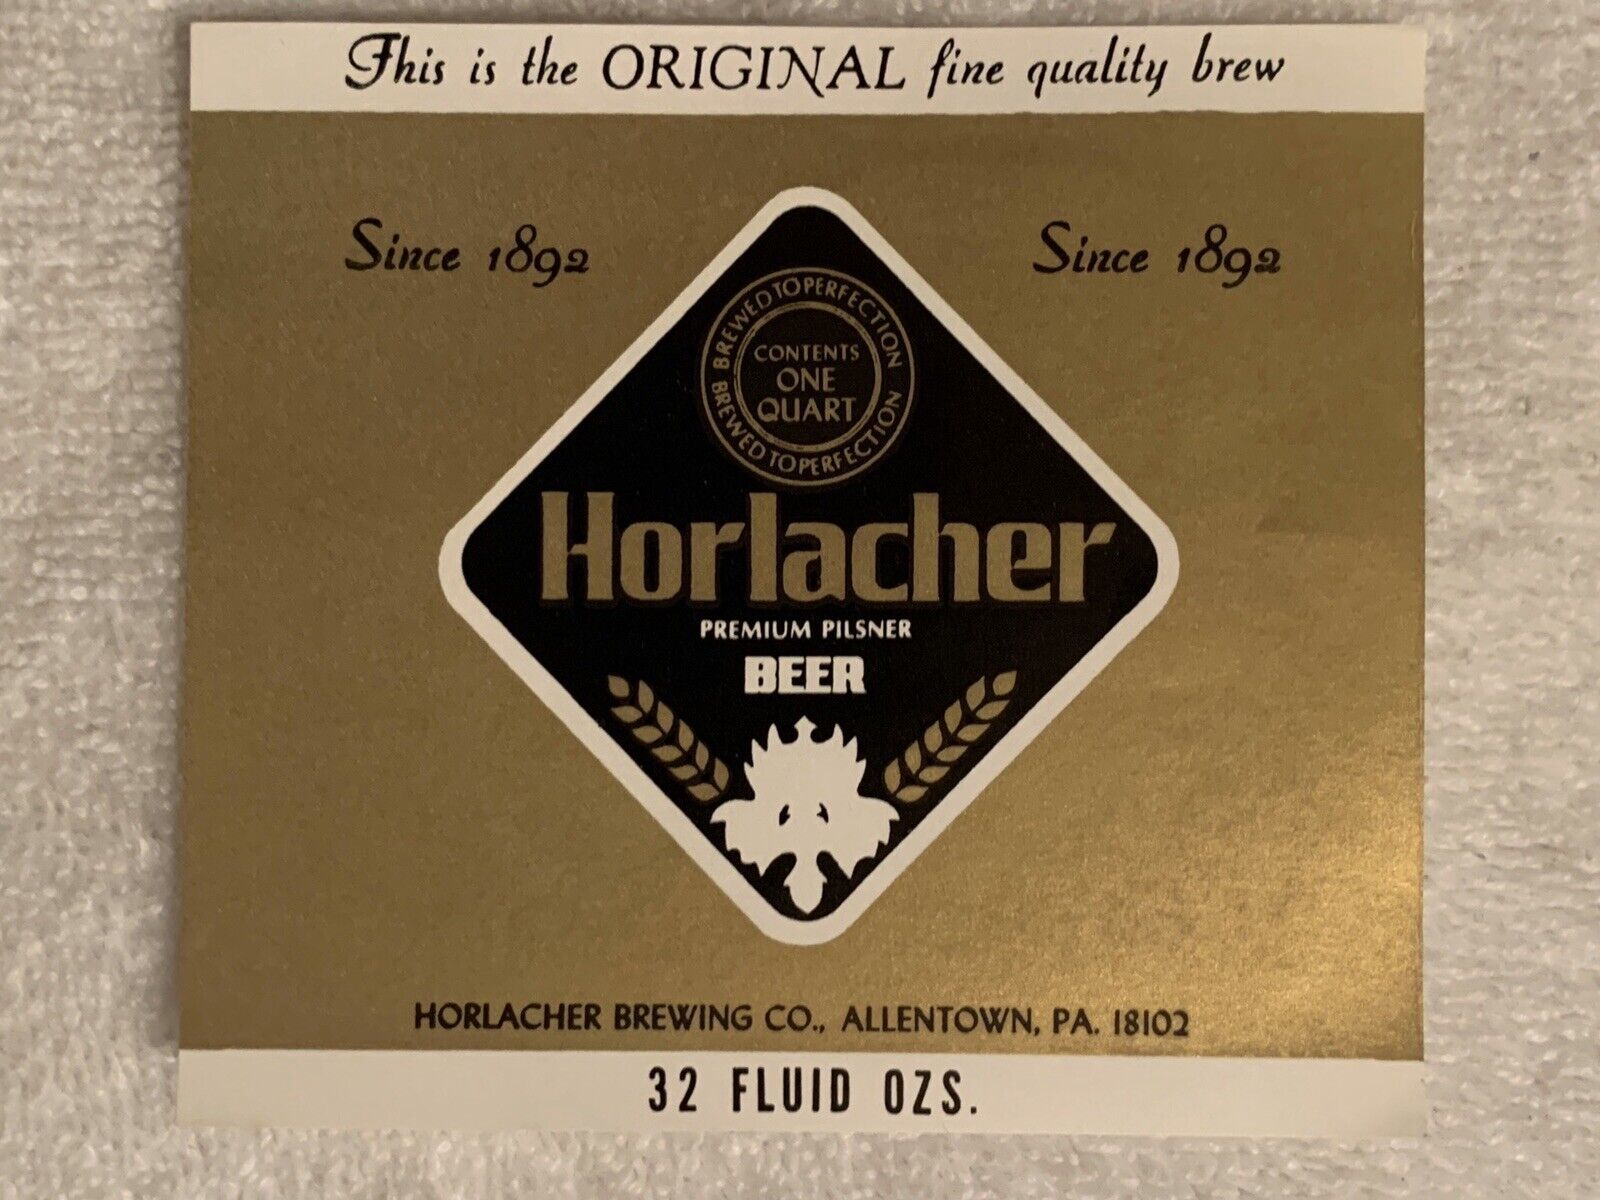 This is the ORIGINAL fine quality brew
Since 1892
Since 1892
BREWED TO PERFECTION
CONTENTS
ONE
QUART
BREWED TO PERFECTION
Horlacher
PREMIUM PILSNER
BEER
HORLACHER BREWING CO., ALLENTOWN, PA. 18102
32 FLUID OZS.